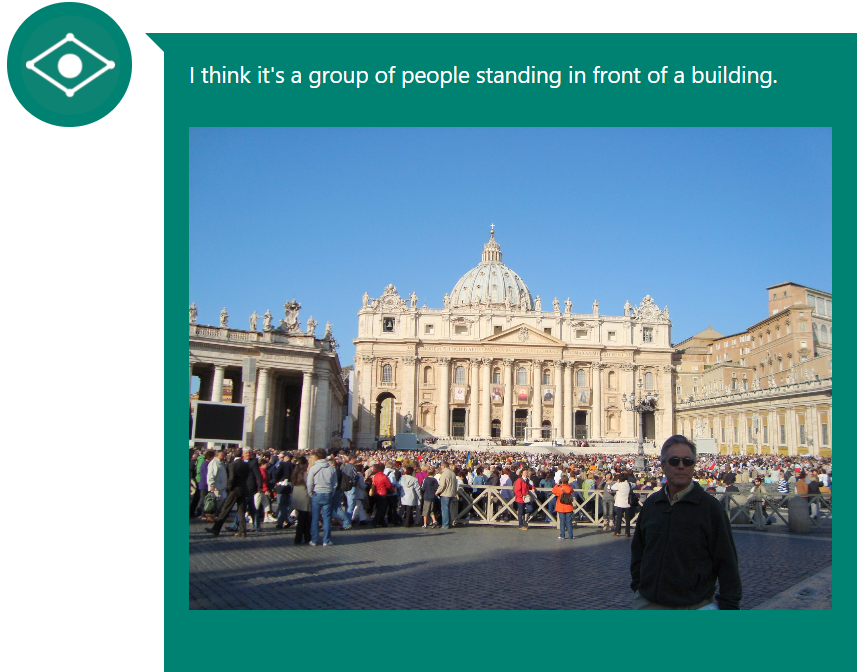 I think it's a group of people standing in front of a building.